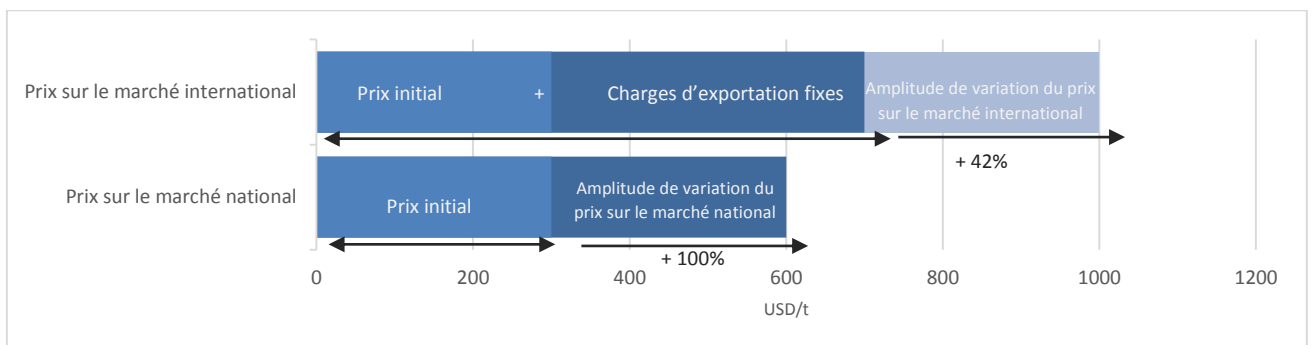 Prix sur le marché international
Prix initial +
Charges d’exportation fixes
Amplitude de variation du prix
sur le marché international
+ 42%
Prix sur le marché national
Prix initial
Amplitude de variation du
prix sur le marché national
+ 100%
0 200 400 600 800 1000 1200
USD/t